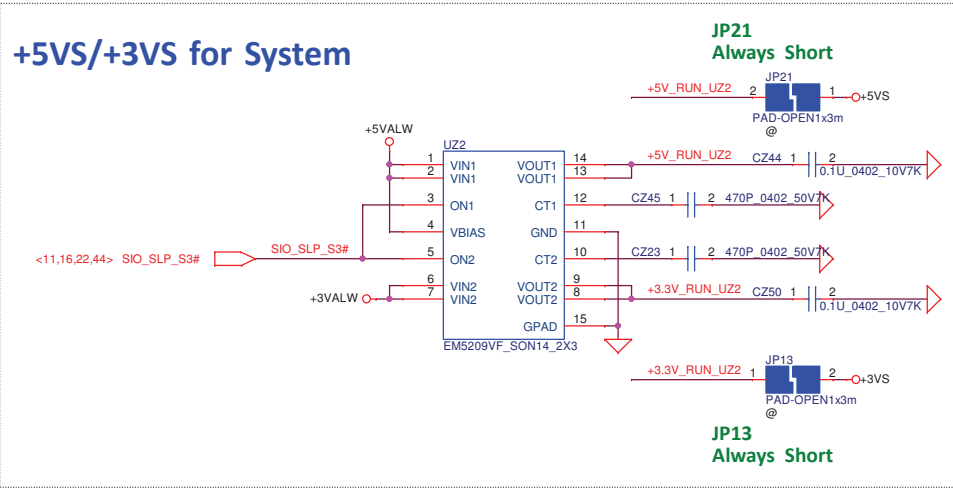 +5VS/+3VS for System
JP21
Always Short
JP21
+5V_RUN_UZ2 2 1 +5VS
PAD-OPEN1x3m
@
+5VALW
UZ2
1 VIN1 VOUT1 14
2 VIN1 VOUT1 13
+5V_RUN_UZ2 CZ44 1 2
0.1U_0402_10V7K
3 ON1 CT1 12
CZ45 1 2 470P_0402_50V7K
4 VBIAS GND 11
<11,16,22,44> SIO_SLP_S3# SIO_SLP_S3#
5 ON2 CT2 10
CZ23 1 2 470P_0402_50V7K
+3VALW
6 VIN2 VOUT2 9
7 VIN2 VOUT2 8
+3.3V_RUN_UZ2 CZ50 1 2
0.1U_0402_10V7K
GPAD 15
EM5209VF_SON14_2X3
JP13
+3.3V_RUN_UZ2 1 2 +3VS
PAD-OPEN1x3m
@
JP13
Always Short